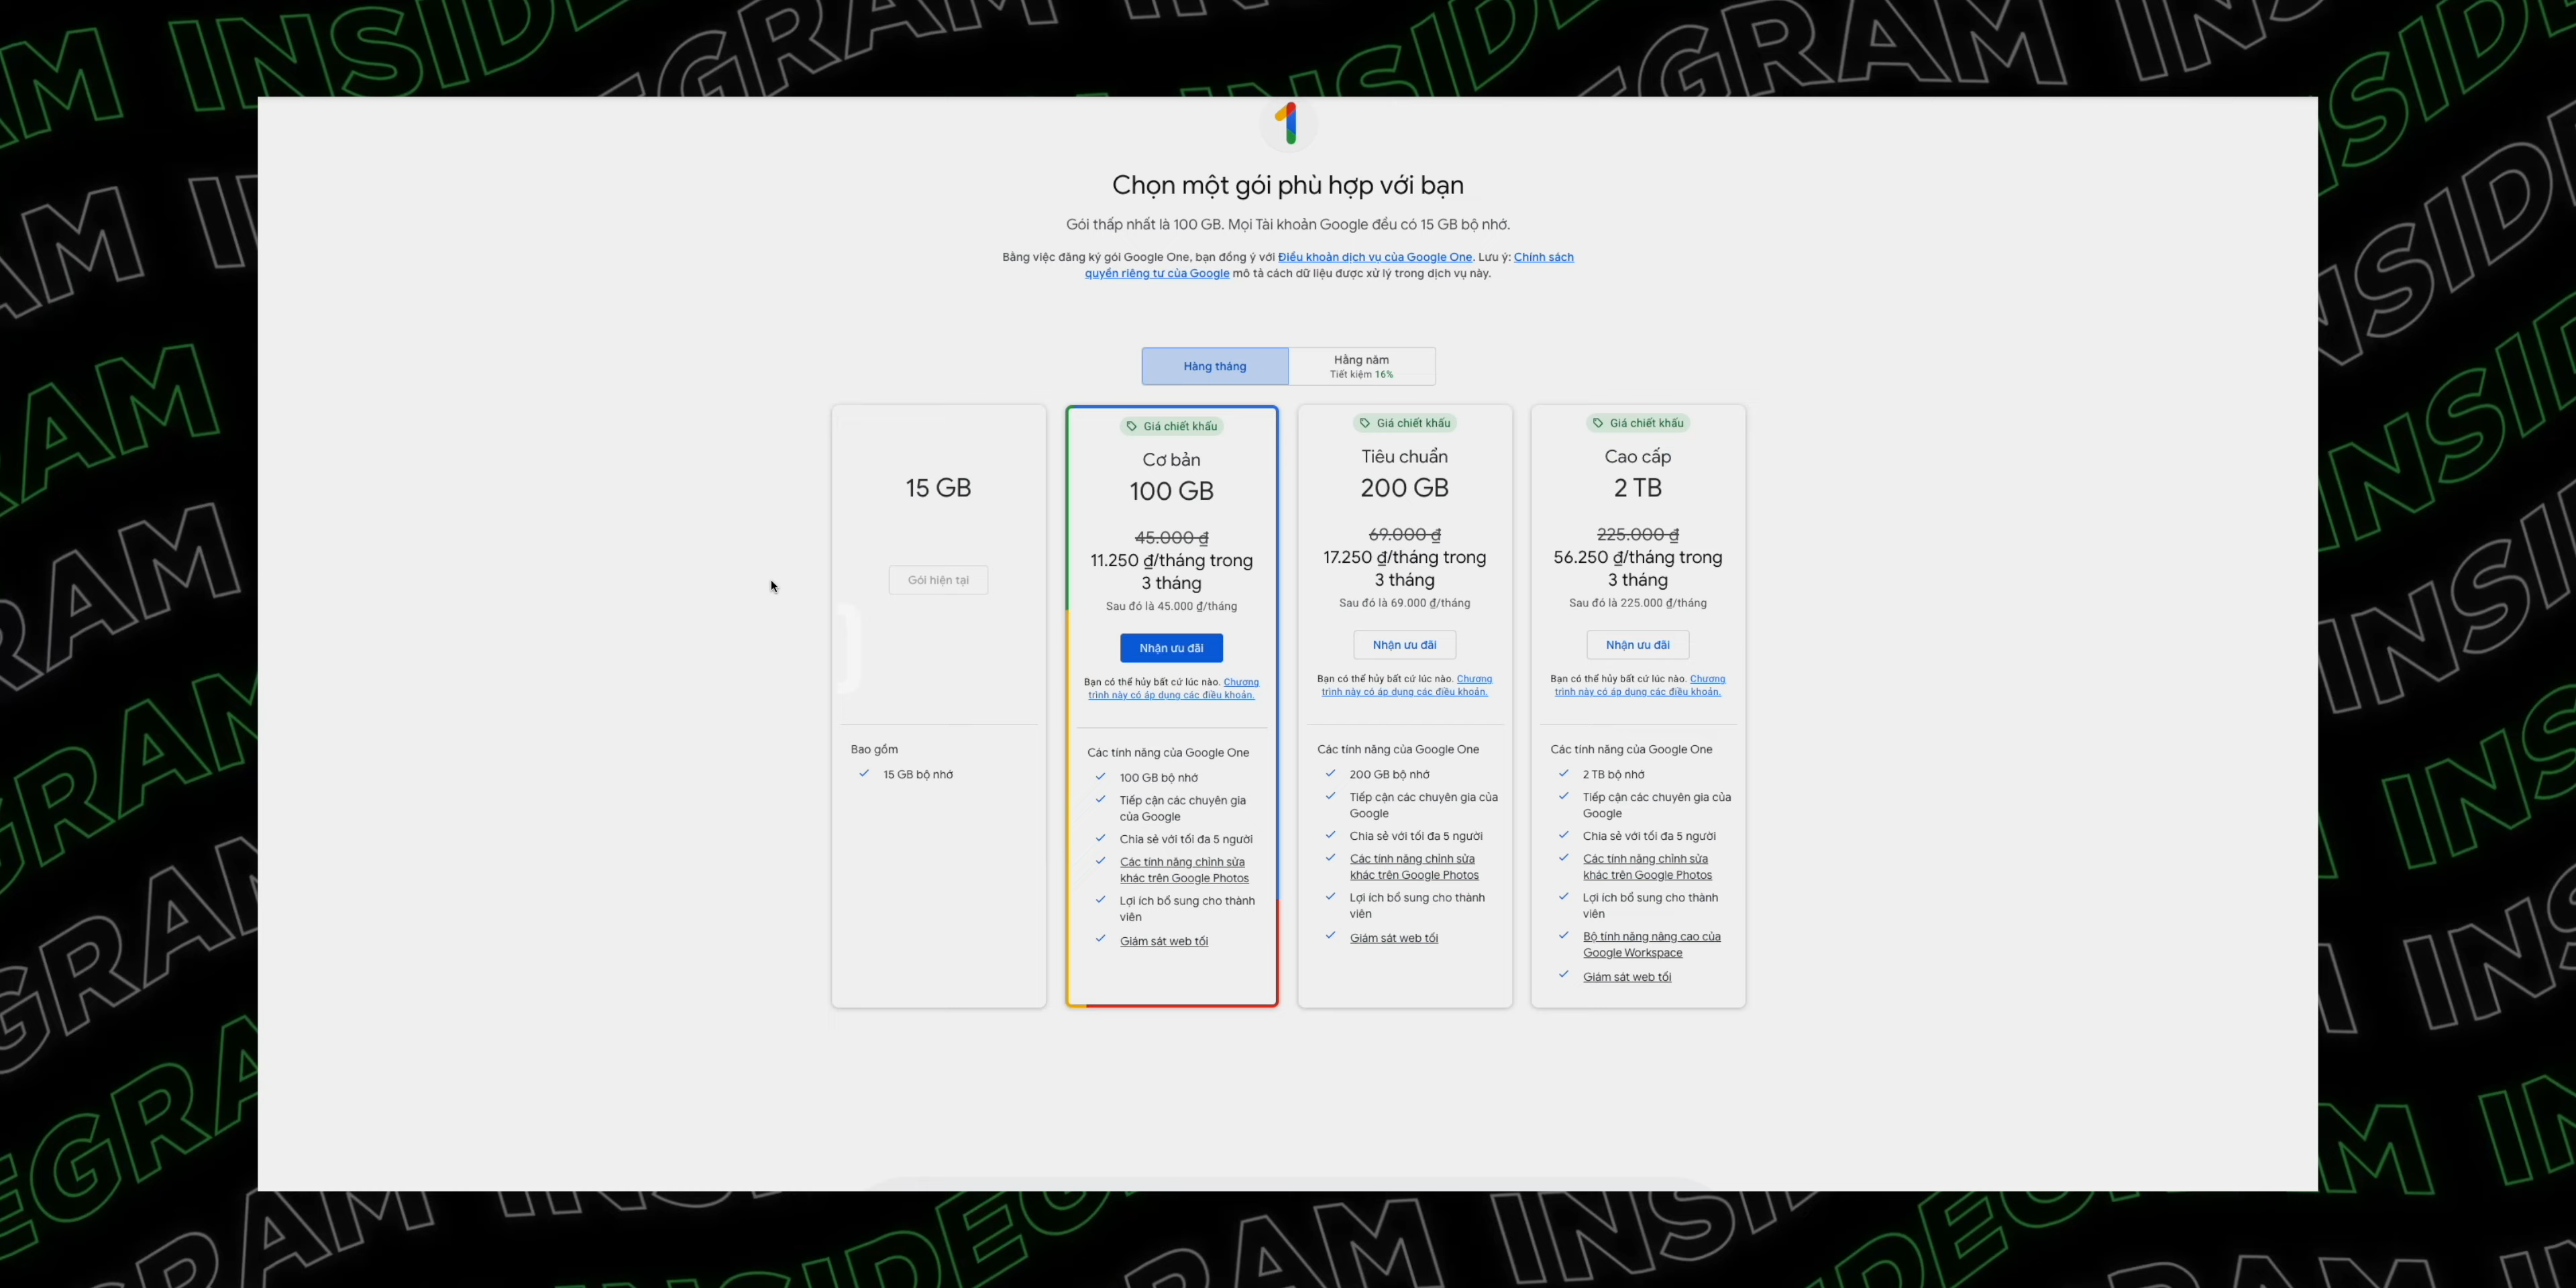 Chọn một gói phù hợp với bạn
Gói thấp nhất là 100 GB. Mọi Tài khoản Google đều có 15 GB bộ nhớ.
Bằng việc đăng ký gói Google One, bạn đồng ý với Điều khoản dịch vụ của Google One. Lưu ý: Chính sách
quyền riêng tư của Google mô tả cách dữ liệu được xử lý trong dịch vụ này.
Hàng tháng
Hằng năm
Tiết kiệm 16%
15 GB
Gói hiện tại
Bao gồm
15 GB bộ nhớ
Giá chiết khấu
Cơ bản
100 GB
45.000 ₫
11.250 ₫/tháng trong
3 tháng
Sau đó là 45.000 ₫/tháng
Nhận ưu đãi
Bạn có thể hủy bất cứ lúc nào. Chương
trình này có áp dụng các điều khoản.
Các tính năng của Google One
100 GB bộ nhớ
Tiếp cận các chuyên gia
của Google
Chia sẻ với tối đa 5 người
Các tính năng chỉnh sửa
khác trên Google Photos
Lợi ích bổ sung cho thành
viên
Giám sát web tối
Giá chiết khấu
Tiêu chuẩn
200 GB
69.000 ₫
17.250 ₫/tháng trong
3 tháng
Sau đó là 69.000 ₫/tháng
Nhận ưu đãi
Bạn có thể hủy bất cứ lúc nào. Chương
trình này có áp dụng các điều khoản.
Các tính năng của Google One
200 GB bộ nhớ
Tiếp cận các chuyên gia của
Google
Chia sẻ với tối đa 5 người
Các tính năng chỉnh sửa
khác trên Google Photos
Lợi ích bổ sung cho thành
viên
Giám sát web tối
Giá chiết khấu
Cao cấp
2 TB
225.000 ₫
56.250 ₫/tháng trong
3 tháng
Sau đó là 225.000 ₫/tháng
Nhận ưu đãi
Bạn có thể hủy bất cứ lúc nào. Chương
trình này có áp dụng các điều khoản.
Các tính năng của Google One
2 TB bộ nhớ
Tiếp cận các chuyên gia của
Google
Chia sẻ với tối đa 5 người
Các tính năng chỉnh sửa
khác trên Google Photos
Lợi ích bổ sung cho thành
viên
Bộ tính năng nâng cao của
Google Workspace
Giám sát web tối